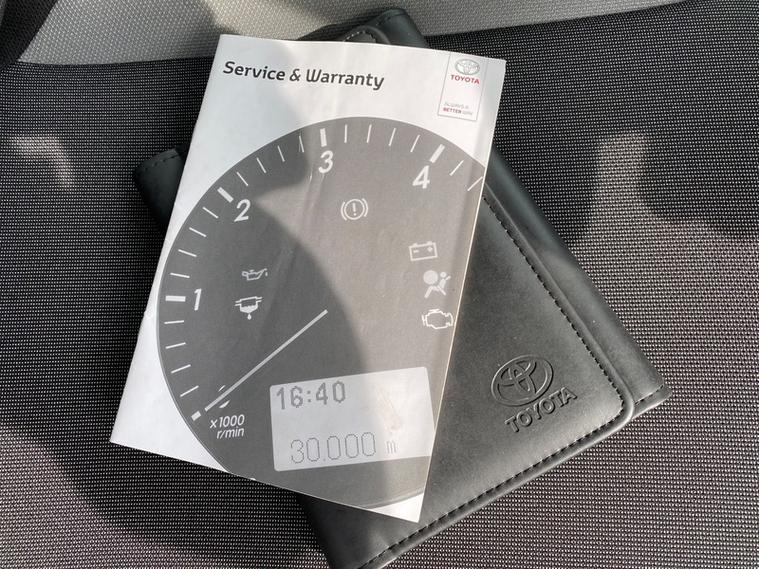 Service & Warranty
TOYOTA
ALWAYS A
BETTER WAY
3
4
2
1
x1000
r/min
16:40
30.000 m
TOYOTA